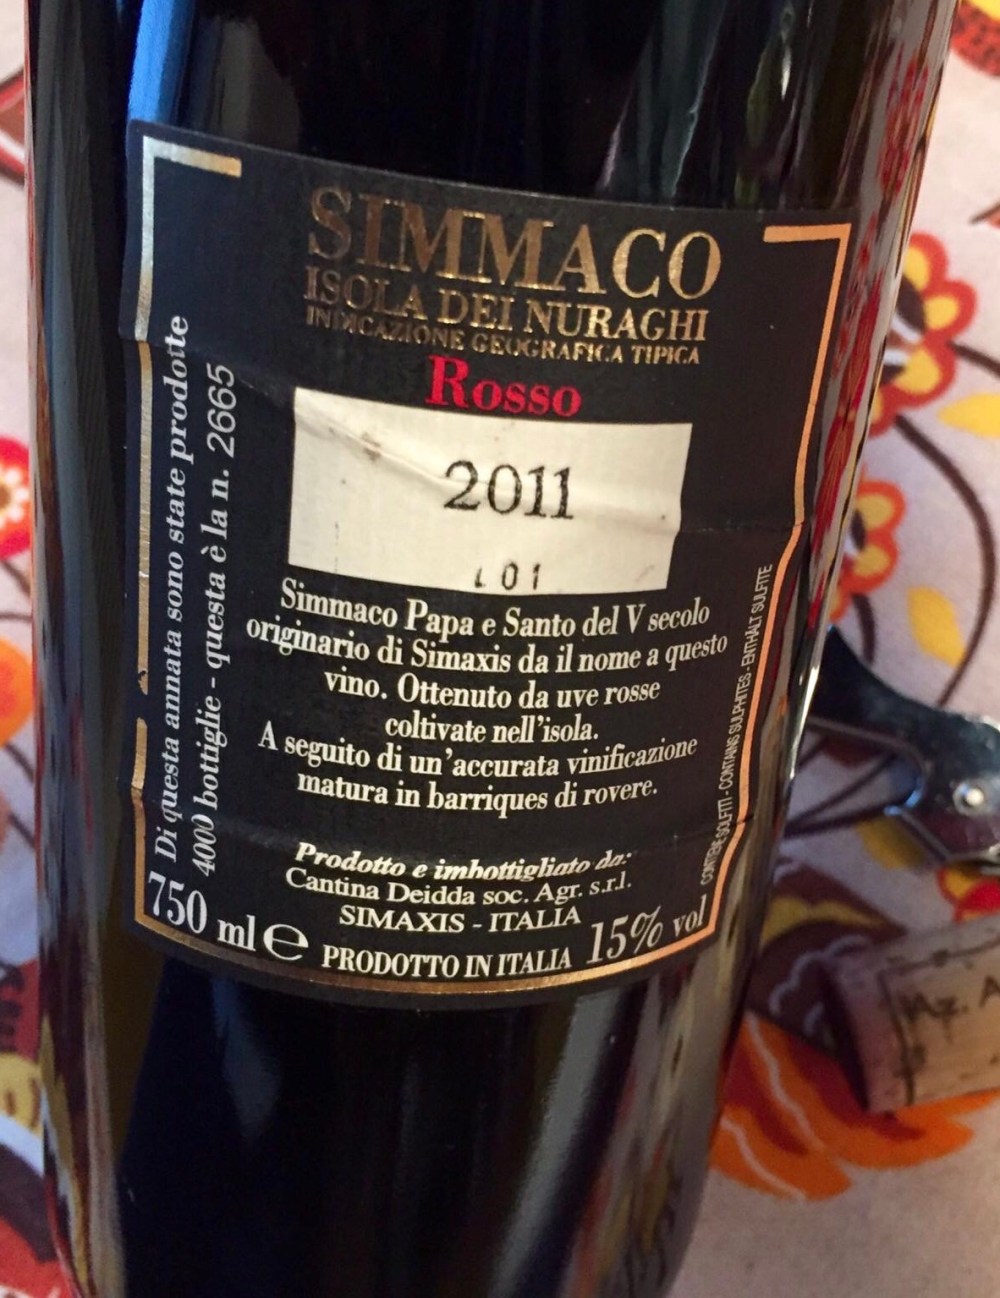 SIMMACO
ISOLA DEI NURAGHI
INDICAZIONE GEOGRAFICA TIPICA
Rosso
2011
L 01
Simmaco Papa e Santo del V secolo
originario di Simaxis da il nome a questo
vino. Ottenuto da uve rosse
coltivate nell'isola.
A seguito di un'accurata vinificazione
matura in barriques di rovere.
Prodotto e imbottigliato da:
Cantina Deidda soc. Agr. s.r.l.
SIMAXIS - ITALIA
750 ml e PRODOTTO IN ITALIA 15% vol
Di questa annata sono state prodotte
4000 bottiglie - questa è la n. 2665
CONTIENE SOLFITI - CONTAINS SULPHITES - ENTHÄLT SULFITE